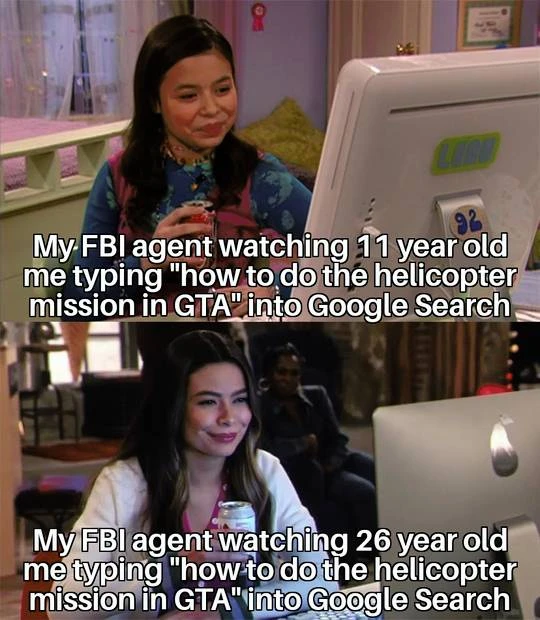 LEAU
92
My FBI agent watching 11 year old
me typing "how to do the helicopter
mission in GTA" into Google Search
My FBI agent watching 26 year old
me typing "how to do the helicopter
mission in GTA" into Google Search